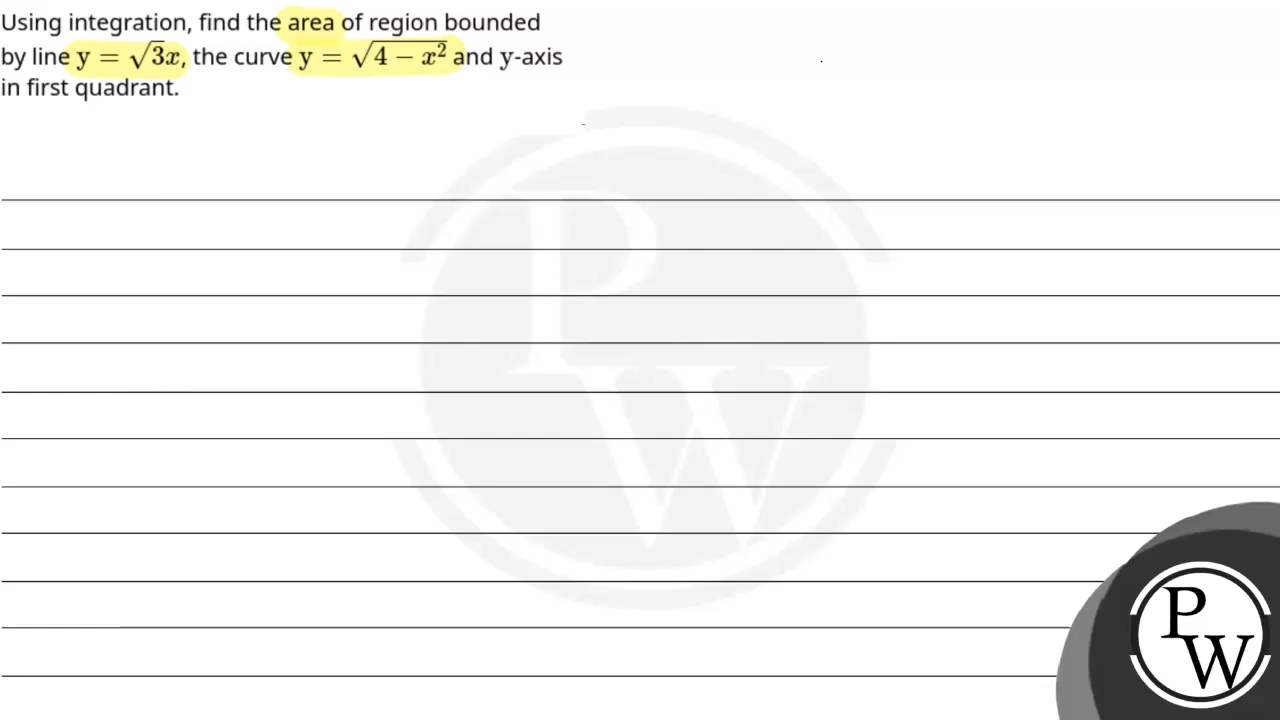 Using integration, find the area of region bounded
by line y = √3x, the curve y = √(4 − x²) and y-axis
in first quadrant.
P
W
P
W